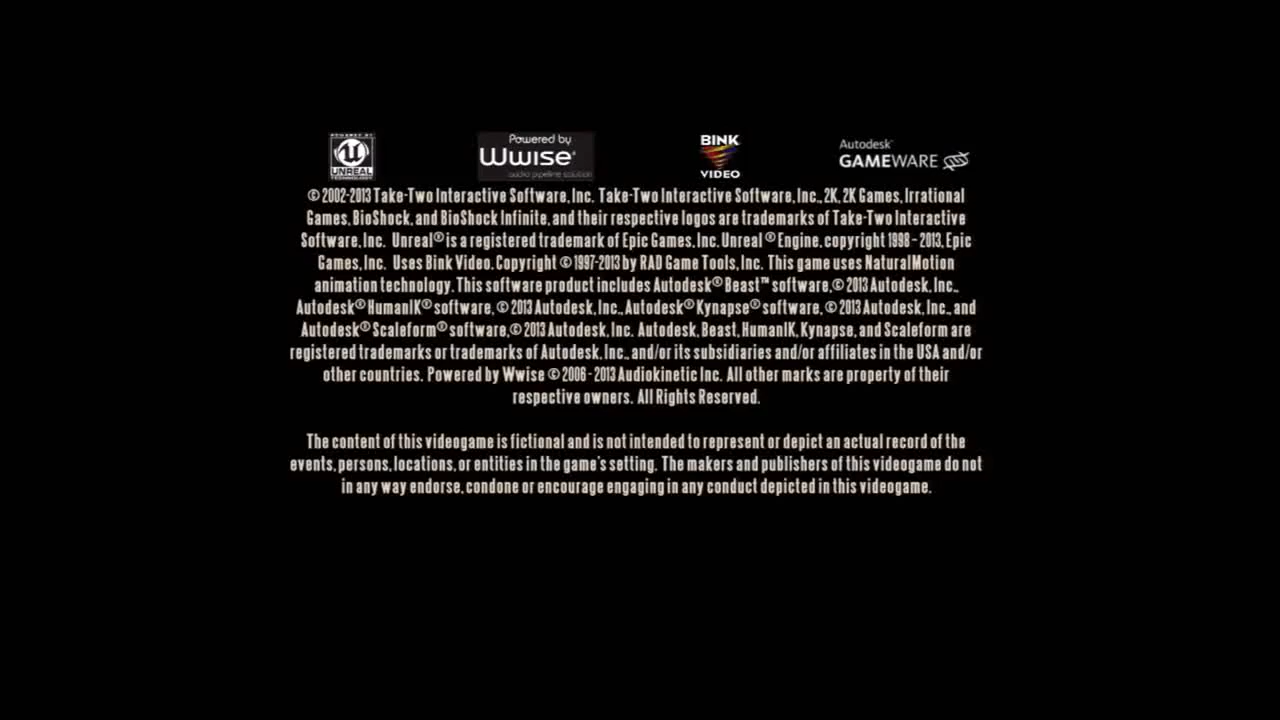 POWERED BY
UNREAL
TECHNOLOGY
Powered by
Wwise®
audio pipeline solution
BINK
VIDEO
Autodesk®
GAMEWARE
© 2002-2013 Take-Two Interactive Software, Inc. Take-Two Interactive Software, Inc., 2K, 2K Games, Irrational
Games, BioShock, and BioShock Infinite, and their respective logos are trademarks of Take-Two Interactive
Software, Inc. Unreal® is a registered trademark of Epic Games, Inc. Unreal ® Engine, copyright 1998 – 2013, Epic
Games, Inc. Uses Bink Video. Copyright © 1997-2013 by RAD Game Tools, Inc. This game uses NaturalMotion
animation technology. This software product includes Autodesk® Beast™ software, © 2013 Autodesk, Inc.,
Autodesk® HumanIK® software, © 2013 Autodesk, Inc., Autodesk® Kynapse® software, © 2013 Autodesk, Inc., and
Autodesk® Scaleform® software, © 2013 Autodesk, Inc. Autodesk, Beast, HumanIK, Kynapse, and Scaleform are
registered trademarks or trademarks of Autodesk, Inc., and/or its subsidiaries and/or affiliates in the USA and/or
other countries. Powered by Wwise © 2006 - 2013 Audiokinetic Inc. All other marks are property of their
respective owners. All Rights Reserved.
The content of this videogame is fictional and is not intended to represent or depict an actual record of the
events, persons, locations, or entities in the game's setting. The makers and publishers of this videogame do not
in any way endorse, condone or encourage engaging in any conduct depicted in this videogame.